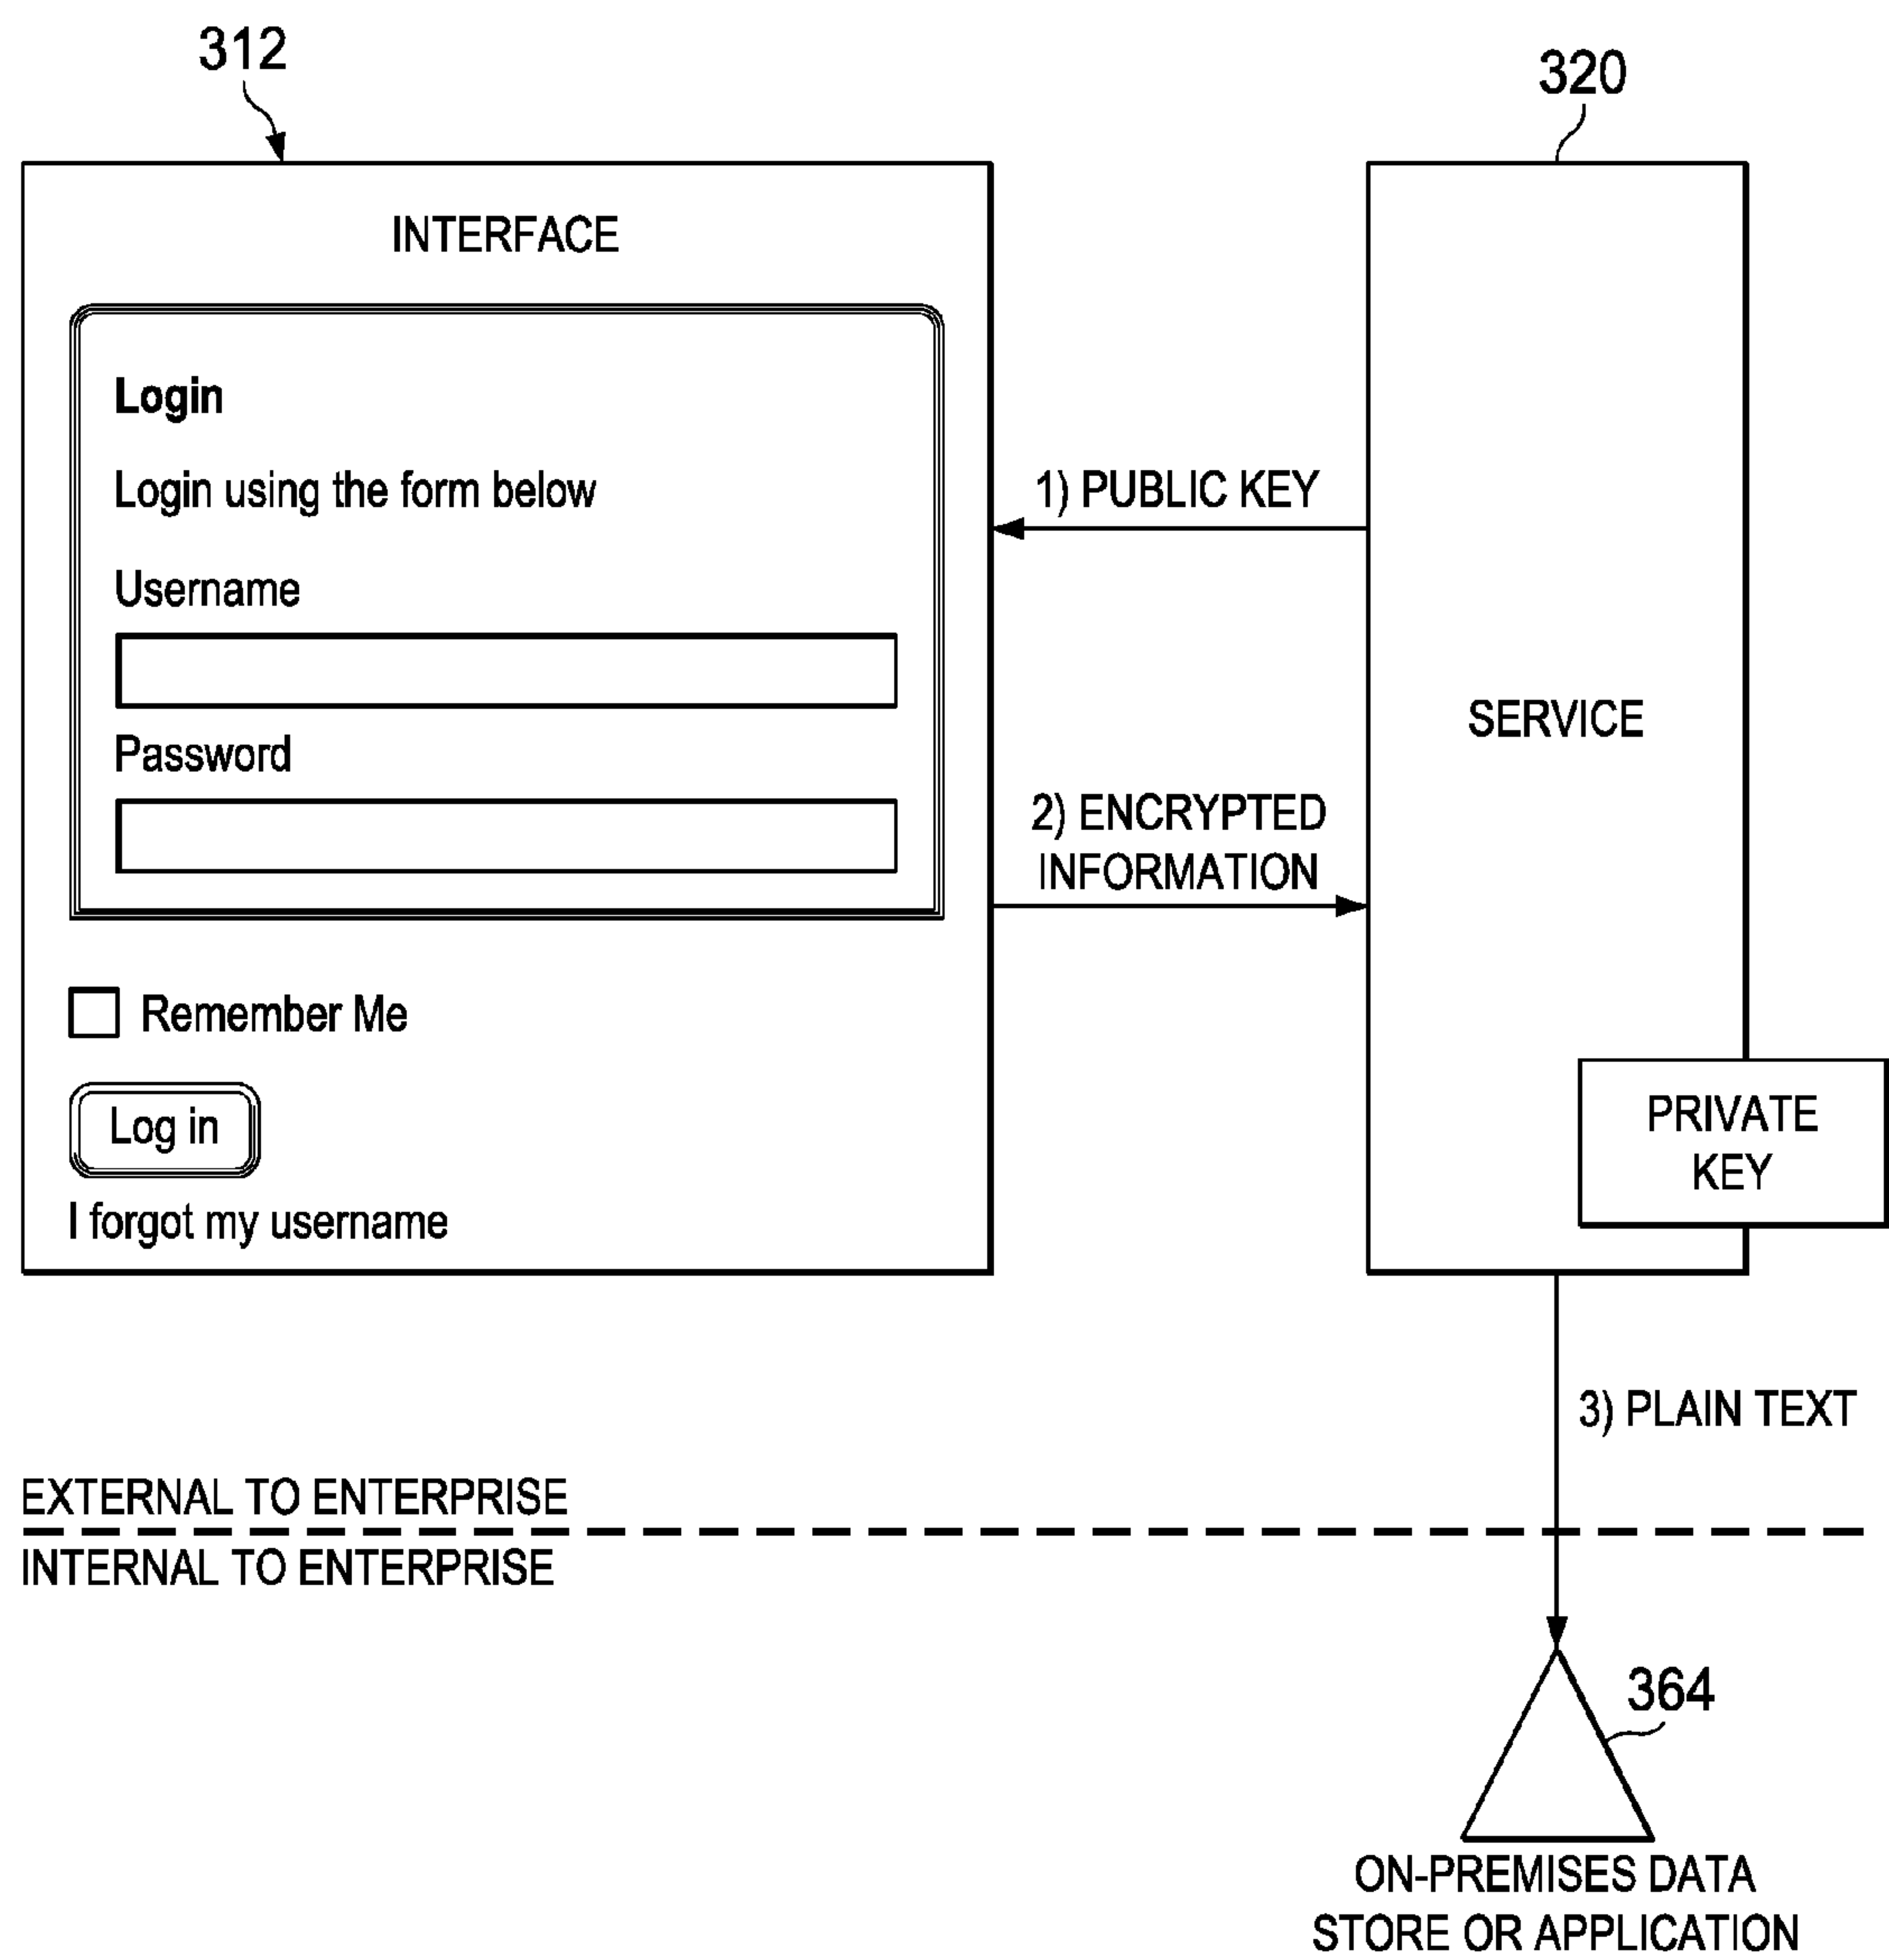 312
320
INTERFACE
Login
Login using the form below
Username
Password
Remember Me
Log in
I forgot my username
1) PUBLIC KEY
2) ENCRYPTED
INFORMATION
SERVICE
PRIVATE
KEY
3) PLAIN TEXT
EXTERNAL TO ENTERPRISE
INTERNAL TO ENTERPRISE
364
ON-PREMISES DATA
STORE OR APPLICATION